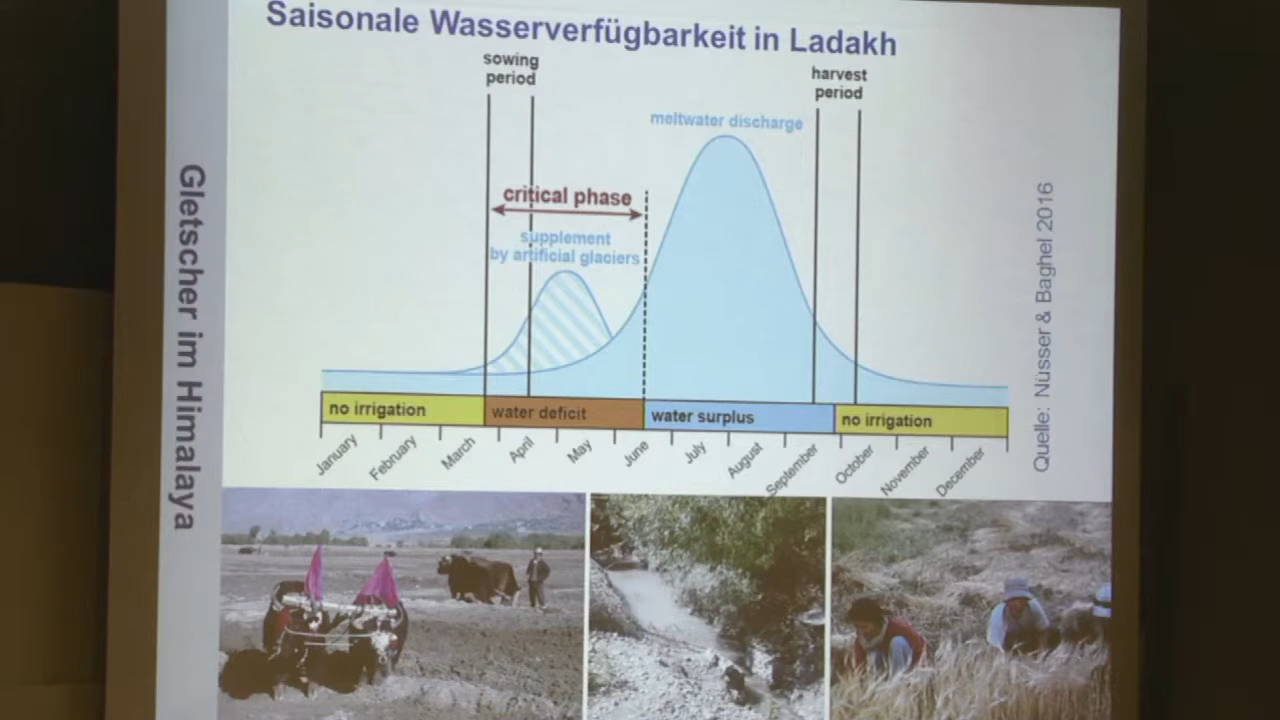 Saisonale Wasserverfügbarkeit in Ladakh
sowing
period
harvest
period
meltwater discharge
critical phase
supplement
by artificial glaciers
no irrigation
water deficit
water surplus
no irrigation
January
February
March
April
May
June
July
August
September
October
November
December
Gletscher im Himalaya
Quelle: Nüsser & Baghel 2016